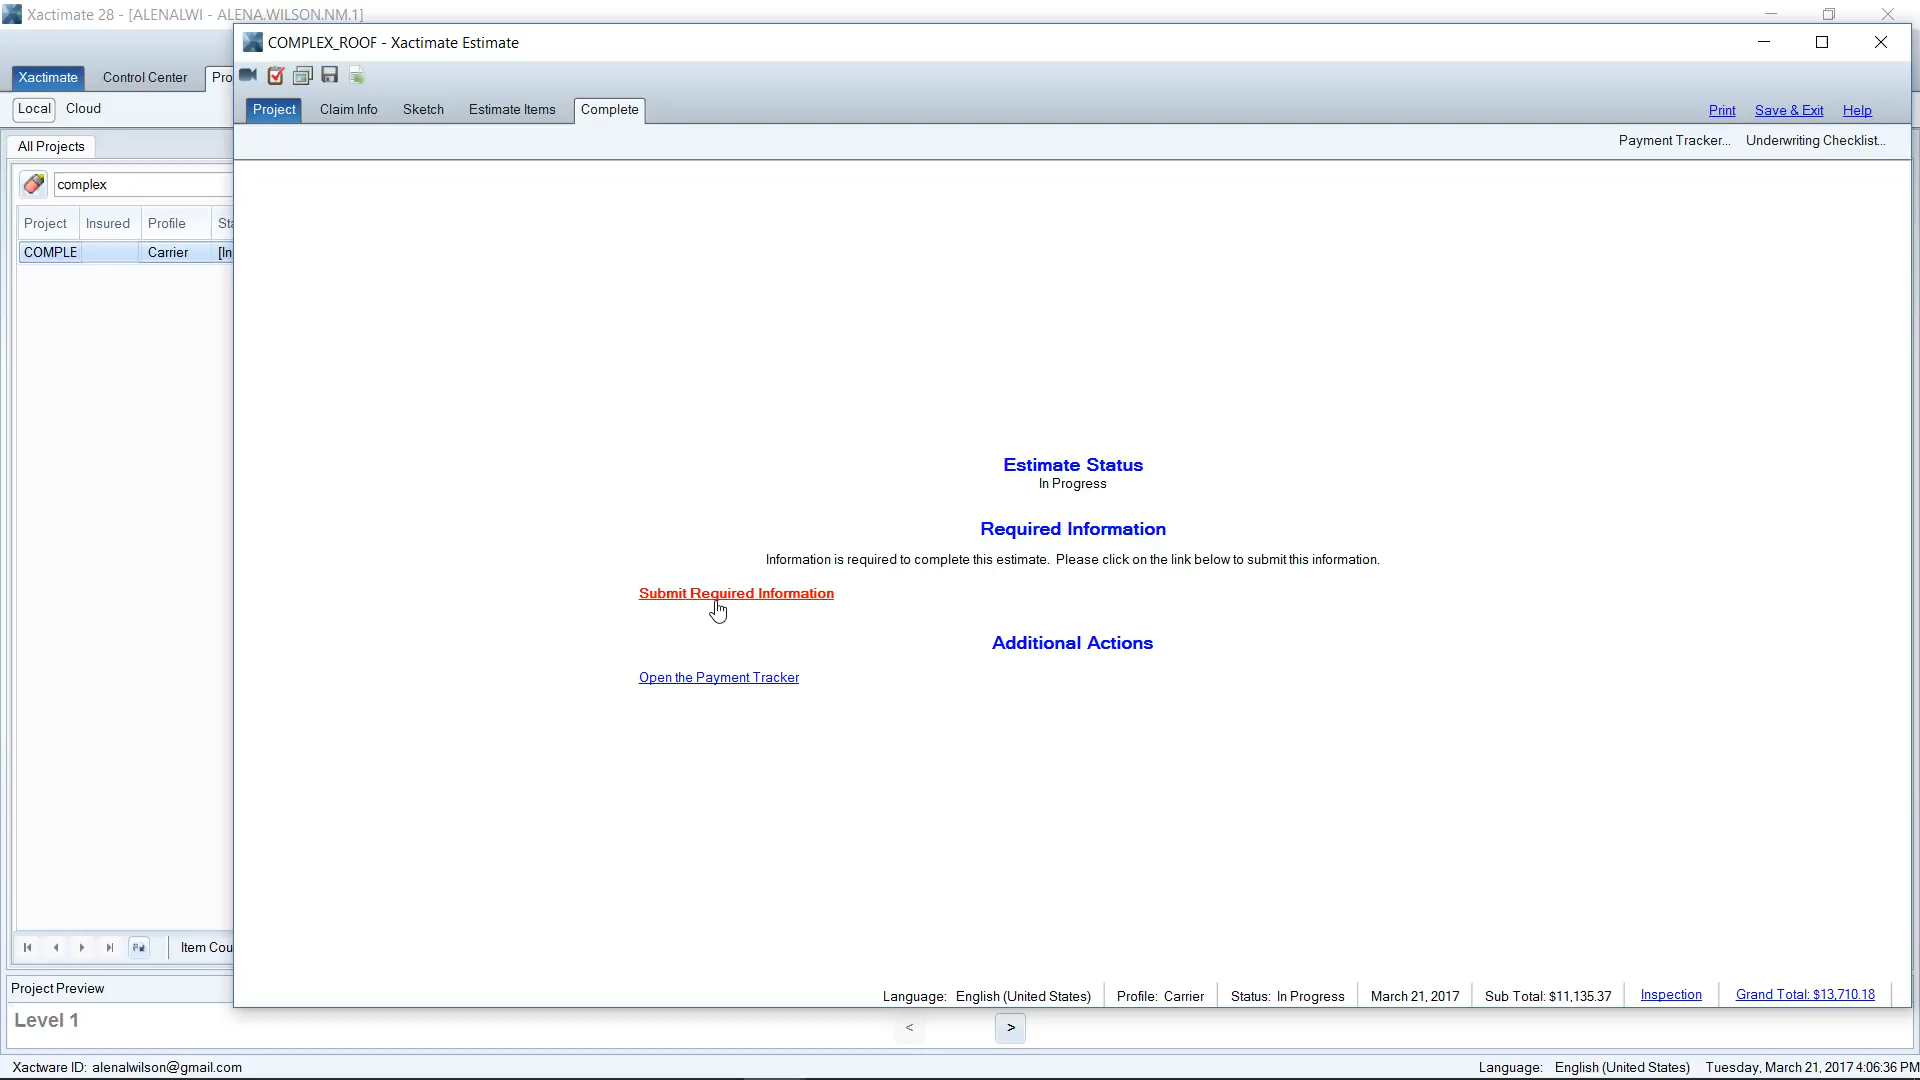 Xactimate 28 - [ALENALWI - ALENA.WILSON.NM.1]
COMPLEX_ROOF - Xactimate Estimate
Xactimate Control Center Pro
Project Claim Info Sketch Estimate Items Complete
Print Save & Exit Help
Local Cloud
Payment Tracker... Underwriting Checklist...
All Projects
complex
Project Insured Profile Sta
COMPLE Carrier [In
Estimate Status
In Progress
Required Information
Information is required to complete this estimate. Please click on the link below to submit this information.
Submit Required Information
Additional Actions
Open the Payment Tracker
Item Cou
Project Preview
Language: English (United States) Profile: Carrier Status: In Progress March 21, 2017 Sub Total: $11,135.37 Inspection Grand Total: $13,710.18
Level 1
< >
Xactware ID: alenalwilson@gmail.com
Language: English (United States) Tuesday, March 21, 2017 4:06:36 PM